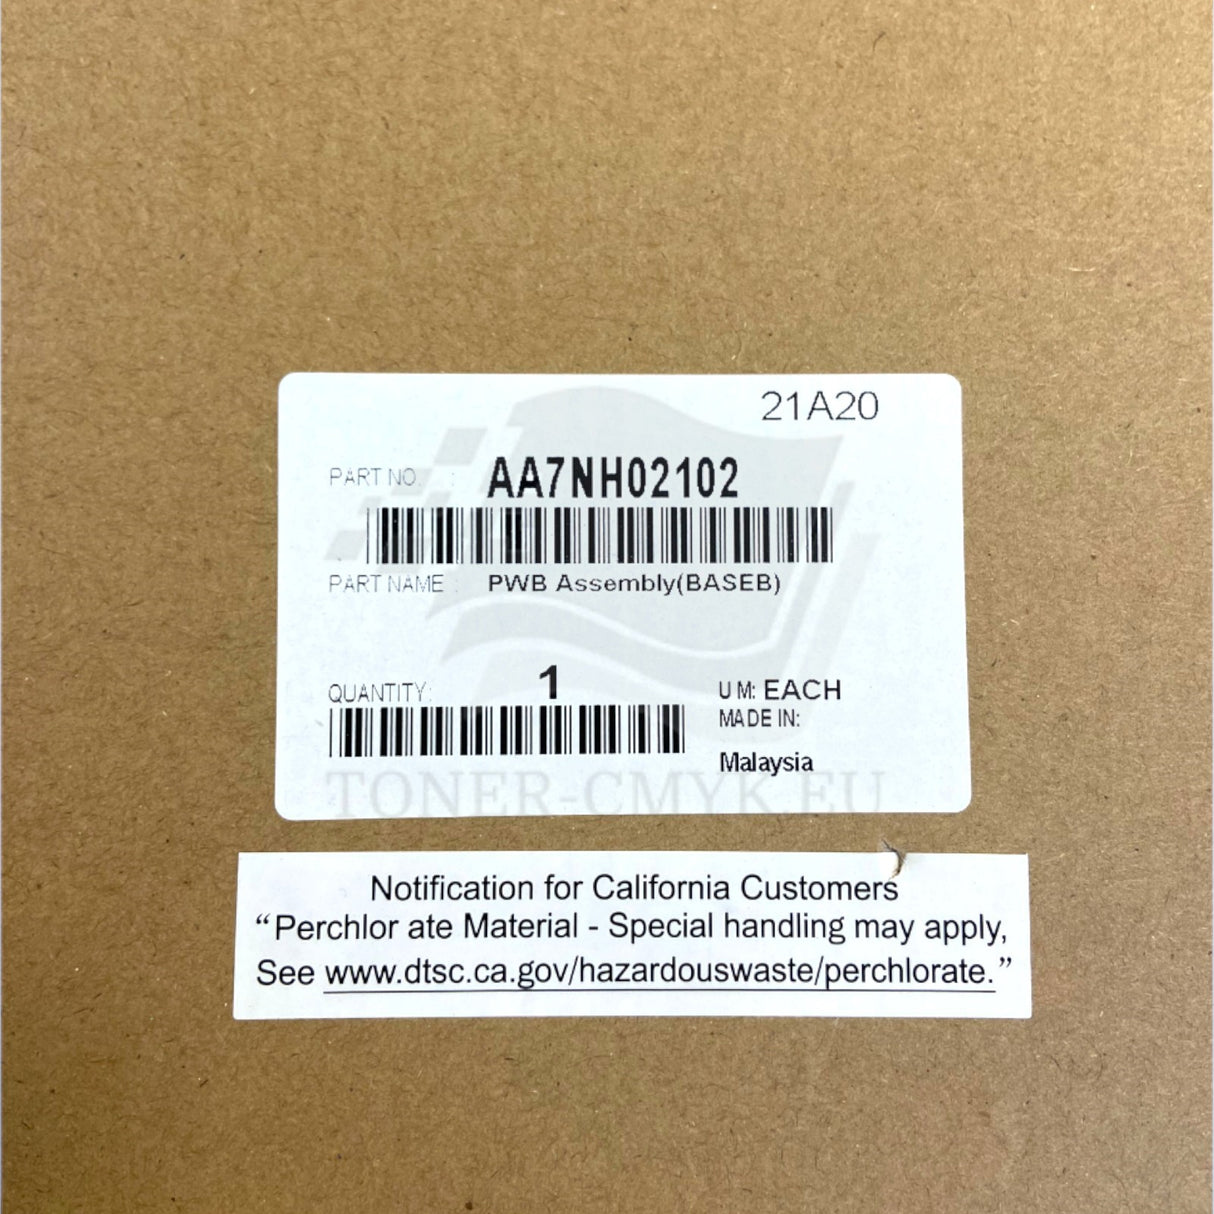 21A20
PART NO. : AA7NH02102
PART NAME : PWB Assembly(BASEB)
QUANTITY: 1
U M: EACH
MADE IN:
Malaysia
TONER-CMYK.EU
Notification for California Customers
“Perchlor ate Material - Special handling may apply,
See www.dtsc.ca.gov/hazardouswaste/perchlorate.”